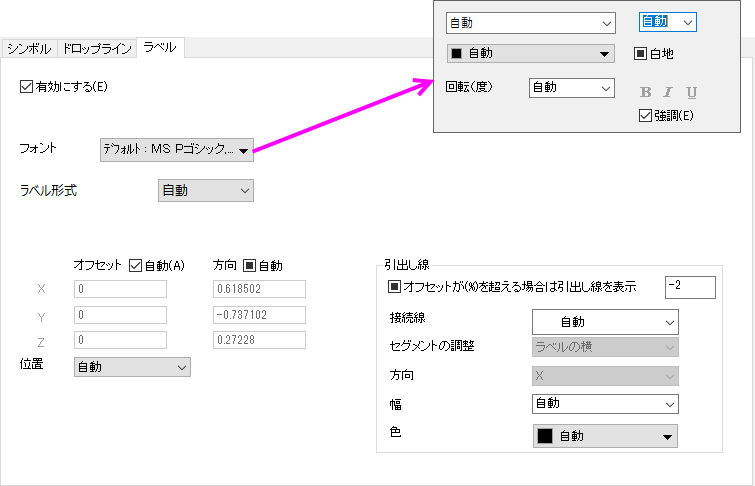 シンボル ドロップライン ラベル
有効にする(E)
フォント ﾃﾞﾌｫﾙﾄ : MS Pゴシック,...
ラベル形式 自動
自動 自動
自動 白地
回転(度) 自動
B I U
強調(E)
オフセット 自動(A) 方向 自動
X 0 0.618502
Y 0 -0.737102
Z 0 0.27228
位置 自動
引出し線
オフセットが(%)を超える場合は引出し線を表示 -2
接続線 自動
セグメントの調整 ラベルの横
方向 X
幅 自動
色 自動